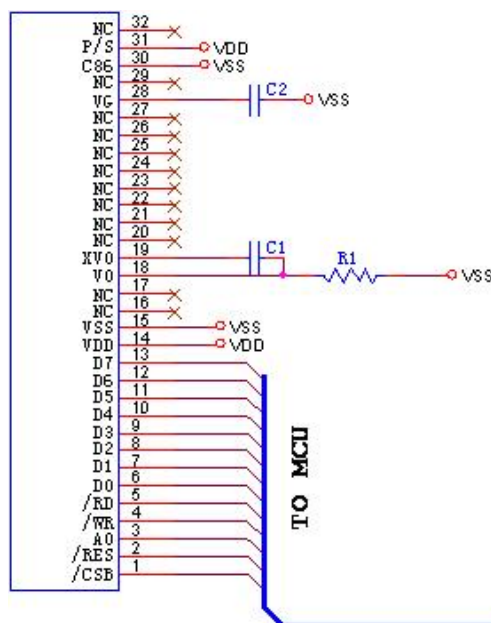 NC 32
P/S 31 VDD
C86 30 VSS
NC 29
VG 28 C2 VSS
NC 27
NC 26
NC 25
NC 24
NC 23
NC 22
NC 21
NC 20
XV0 19 C1
V0 18 R1 VSS
NC 17
NC 16
VSS 15 VSS
VDD 14 VDD
D7 13
D6 12
D5 11
D4 10
D3 9
D2 8
D1 7
D0 6
/RD 5
/WR 4
A0 3
/RES 2
/CSB 1
TO MCU